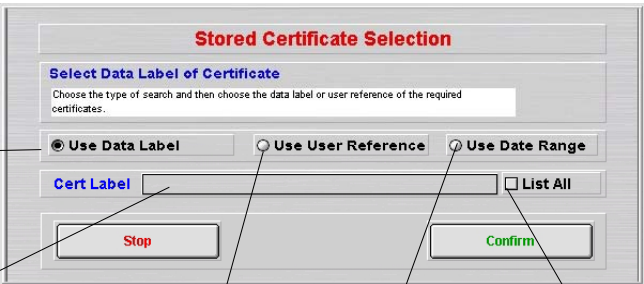 Stored Certificate Selection
Select Data Label of Certificate
Choose the type of search and then choose the data label or user reference of the required
certificates.
Use Data Label Use User Reference Use Date Range
Cert Label List All
Stop Confirm